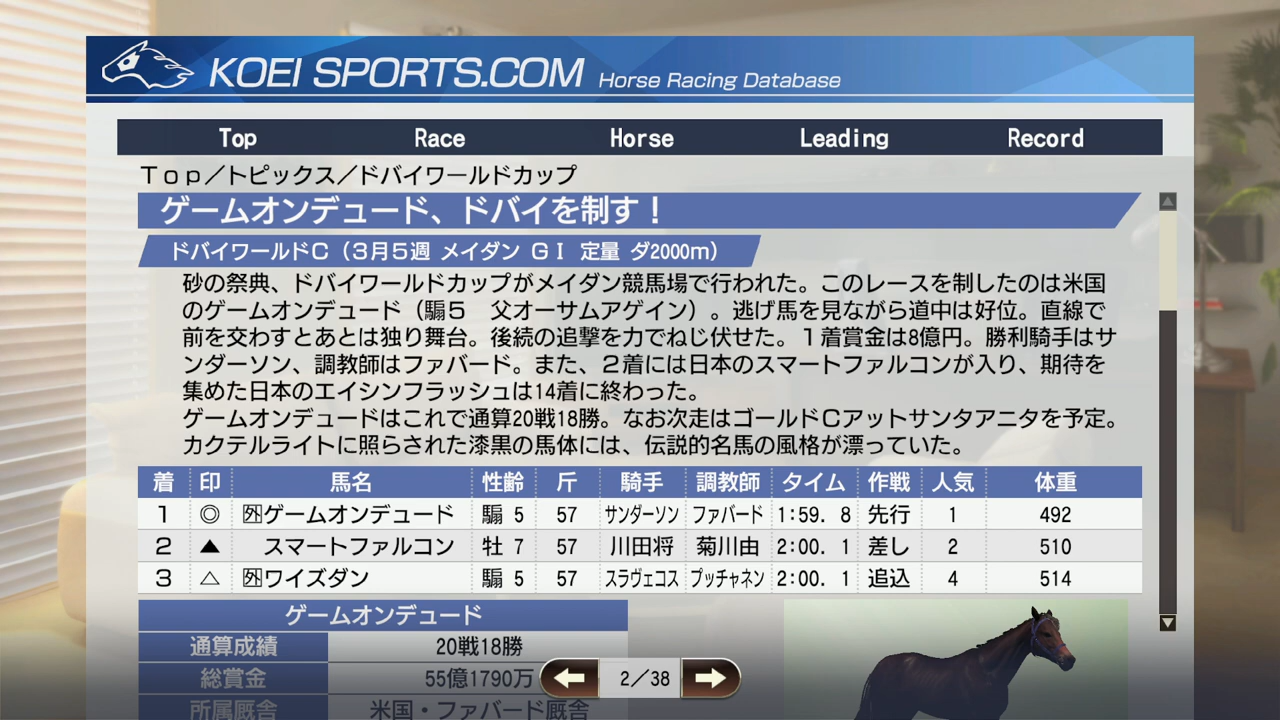 KOEI SPORTS.COM Horse Racing Database
Top Race Horse Leading Record
Ｔｏｐ／トピックス／ドバイワールドカップ
ゲームオンデュード、ドバイを制す！
ドバイワールドＣ（３月５週 メイダン ＧⅠ 定量 ダ2000ｍ）
砂の祭典、ドバイワールドカップがメイダン競馬場で行われた。このレースを制したのは米国
のゲームオンデュード（騸５　父オーサムアゲイン）。逃げ馬を見ながら道中は好位。直線で
前を交わすとあとは独り舞台。後続の追撃を力でねじ伏せた。１着賞金は8億円。勝利騎手はサ
ンダーソン、調教師はファバード。また、２着には日本のスマートファルコンが入り、期待を
集めた日本のエイシンフラッシュは14着に終わった。
ゲームオンデュードはこれで通算20戦18勝。なお次走はゴールドＣアットサンタアニタを予定。
カクテルライトに照らされた漆黒の馬体には、伝説的名馬の風格が漂っていた。
着 印 馬名 性齢 斤 騎手 調教師 タイム 作戦 人気 体重
1 ◎ 外ゲームオンデュード 騸 5 57 サンダーソン ファバード 1:59. 8 先行 1 492
2 ▲ スマートファルコン 牡 7 57 川田将 菊川由 2:00. 1 差し 2 510
3 △ 外ワイズダン 騸 5 57 スラヴェコス プッチャネン 2:00. 1 追込 4 514
ゲームオンデュード
通算成績 20戦18勝
総賞金 55億1790万
所属厩舎 米国・ファバード厩舎
2／38